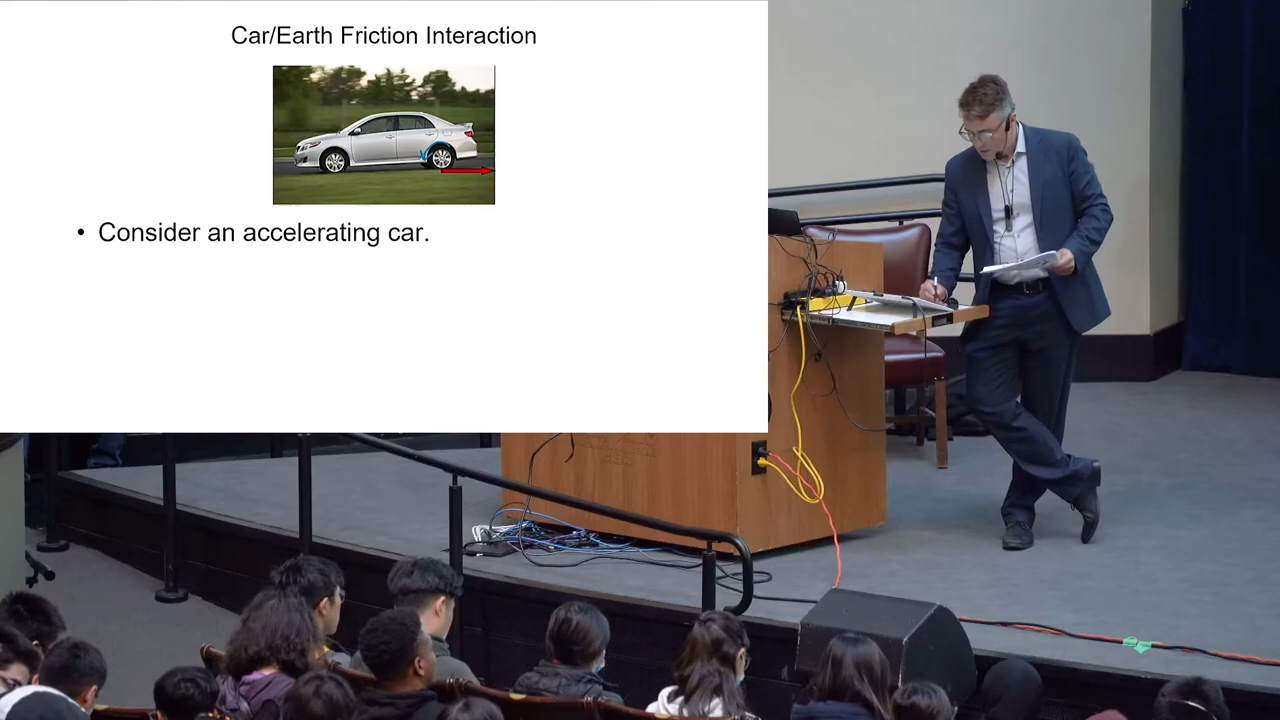 Car/Earth Friction Interaction
• Consider an accelerating car.